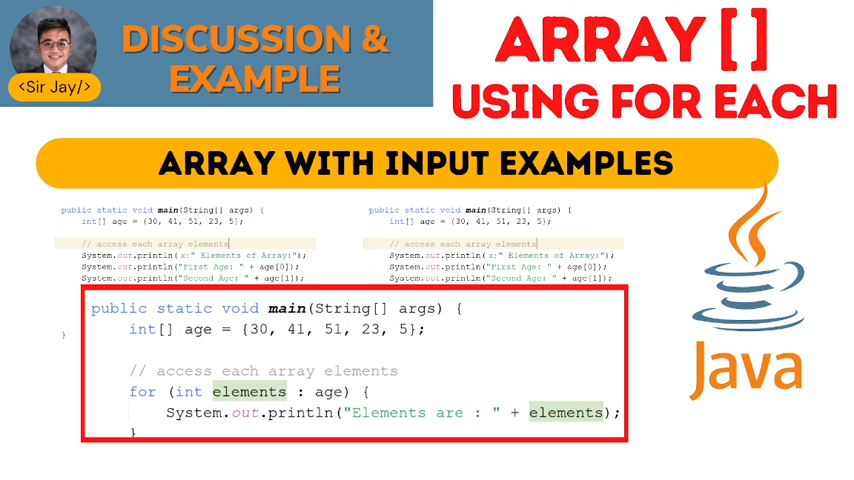 DISCUSSION &
EXAMPLE
<Sir Jay/>
ARRAY [ ]
USING FOR EACH
ARRAY WITH INPUT EXAMPLES
public static void main(String[] args) {
int[] age = {30, 41, 51, 23, 5};
// access each array elements
System.out.println( x:" Elements of Array:");
System.out.println("First Age: " + age[0]);
System.out.println("Second Age: " + age[1]);
}
public static void main(String[] args) {
int[] age = {30, 41, 51, 23, 5};
// access each array elements
System.out.println( x:" Elements of Array:");
System.out.println("First Age: " + age[0]);
System.out.println("Second Age: " + age[1]);
public static void main(String[] args) {
int[] age = {30, 41, 51, 23, 5};
// access each array elements
for (int elements : age) {
System.out.println("Elements are : " + elements);
}
Java